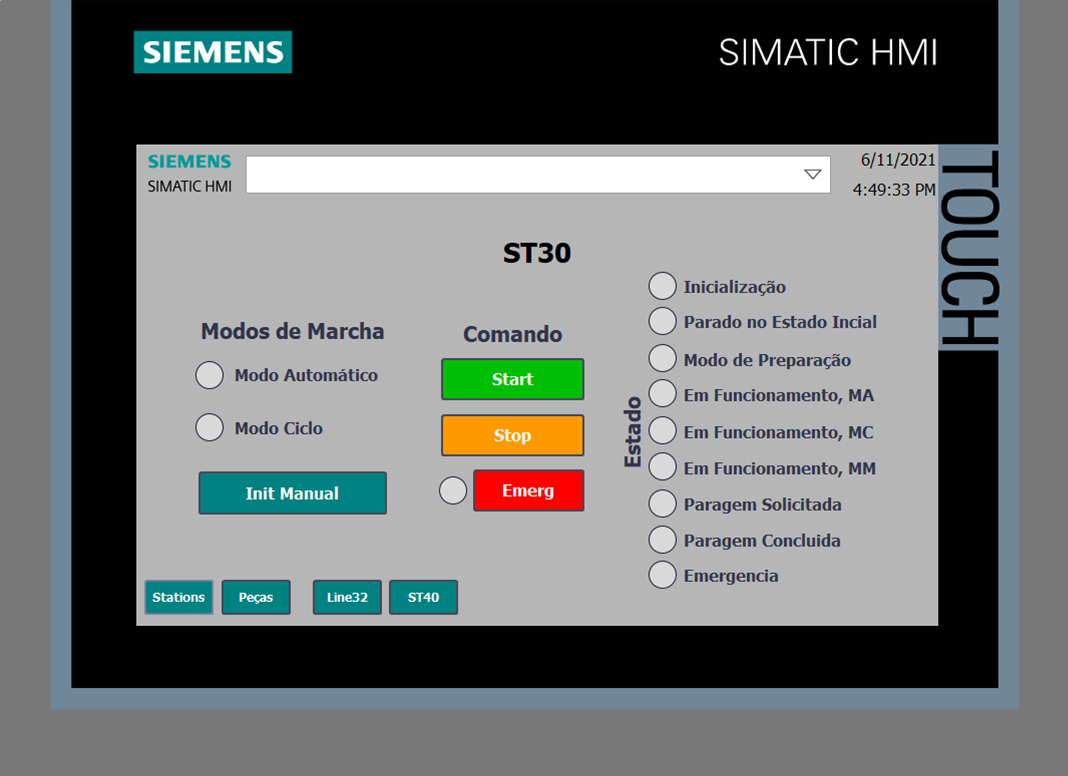 SIEMENS
SIMATIC HMI
TOUCH
SIEMENS
SIMATIC HMI
6/11/2021
4:49:33 PM
ST30
Modos de Marcha
Modo Automático
Modo Ciclo
Init Manual
Comando
Start
Stop
Emerg
Estado
Inicialização
Parado no Estado Incial
Modo de Preparação
Em Funcionamento, MA
Em Funcionamento, MC
Em Funcionamento, MM
Paragem Solicitada
Paragem Concluida
Emergencia
Stations
Peças
Line32
ST40